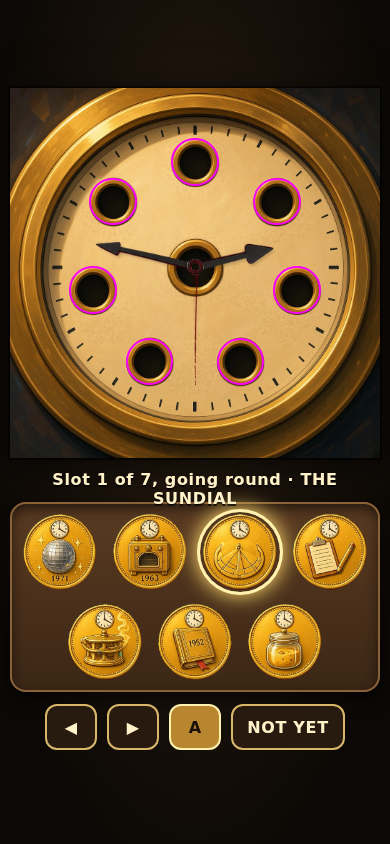 Slot 1 of 7, going round · THE
SUNDIAL
1971
1963
1952
◀
▶
A
NOT YET